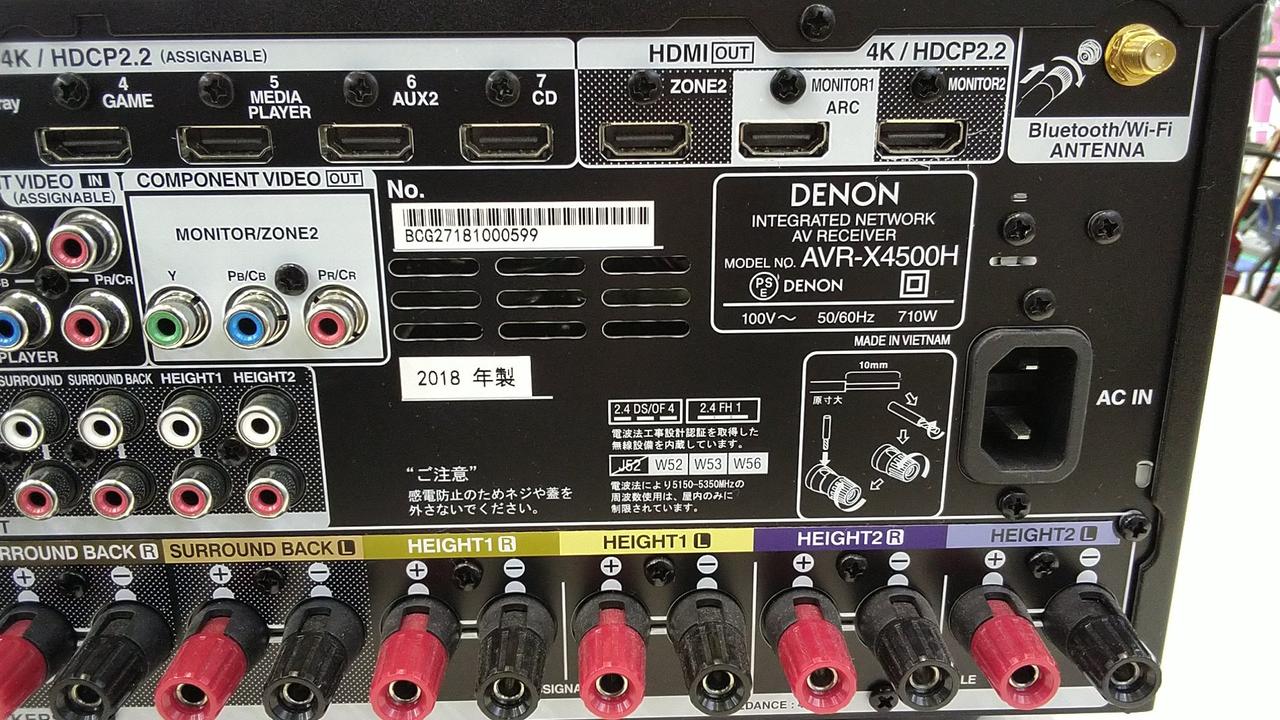 4K / HDCP2.2 (ASSIGNABLE)
4 GAME
5 MEDIA PLAYER
6 AUX2
7 CD
HDMI OUT 4K / HDCP2.2
ZONE2
MONITOR1
ARC
MONITOR2
Bluetooth/Wi-Fi
ANTENNA
VIDEO IN
(ASSIGNABLE)
COMPONENT VIDEO OUT
MONITOR/ZONE2
Y PB/CB PR/CR
PR/CR
PLAYER
No.
BCG27181000599
DENON
INTEGRATED NETWORK
AV RECEIVER
MODEL NO. AVR-X4500H
PS
E
DENON
100V～ 50/60Hz 710W
MADE IN VIETNAM
2018 年製
10mm
原寸大
AC IN
SURROUND SURROUND BACK HEIGHT1 HEIGHT2
2.4 DS/OF 4 2.4 FH 1
電波法工事設計認証を取得した
無線設備を内蔵しています。
J52 W52 W53 W56
電波法により5150-5350MHzの
周波数使用は、屋内のみに
制限されています。
“ご注意”
感電防止のためネジや蓋を
外さないでください。
BACK R
SURROUND BACK L
HEIGHT1 R
HEIGHT1 L
HEIGHT2 R
HEIGHT2 L
+ − + − + − + − + − + −